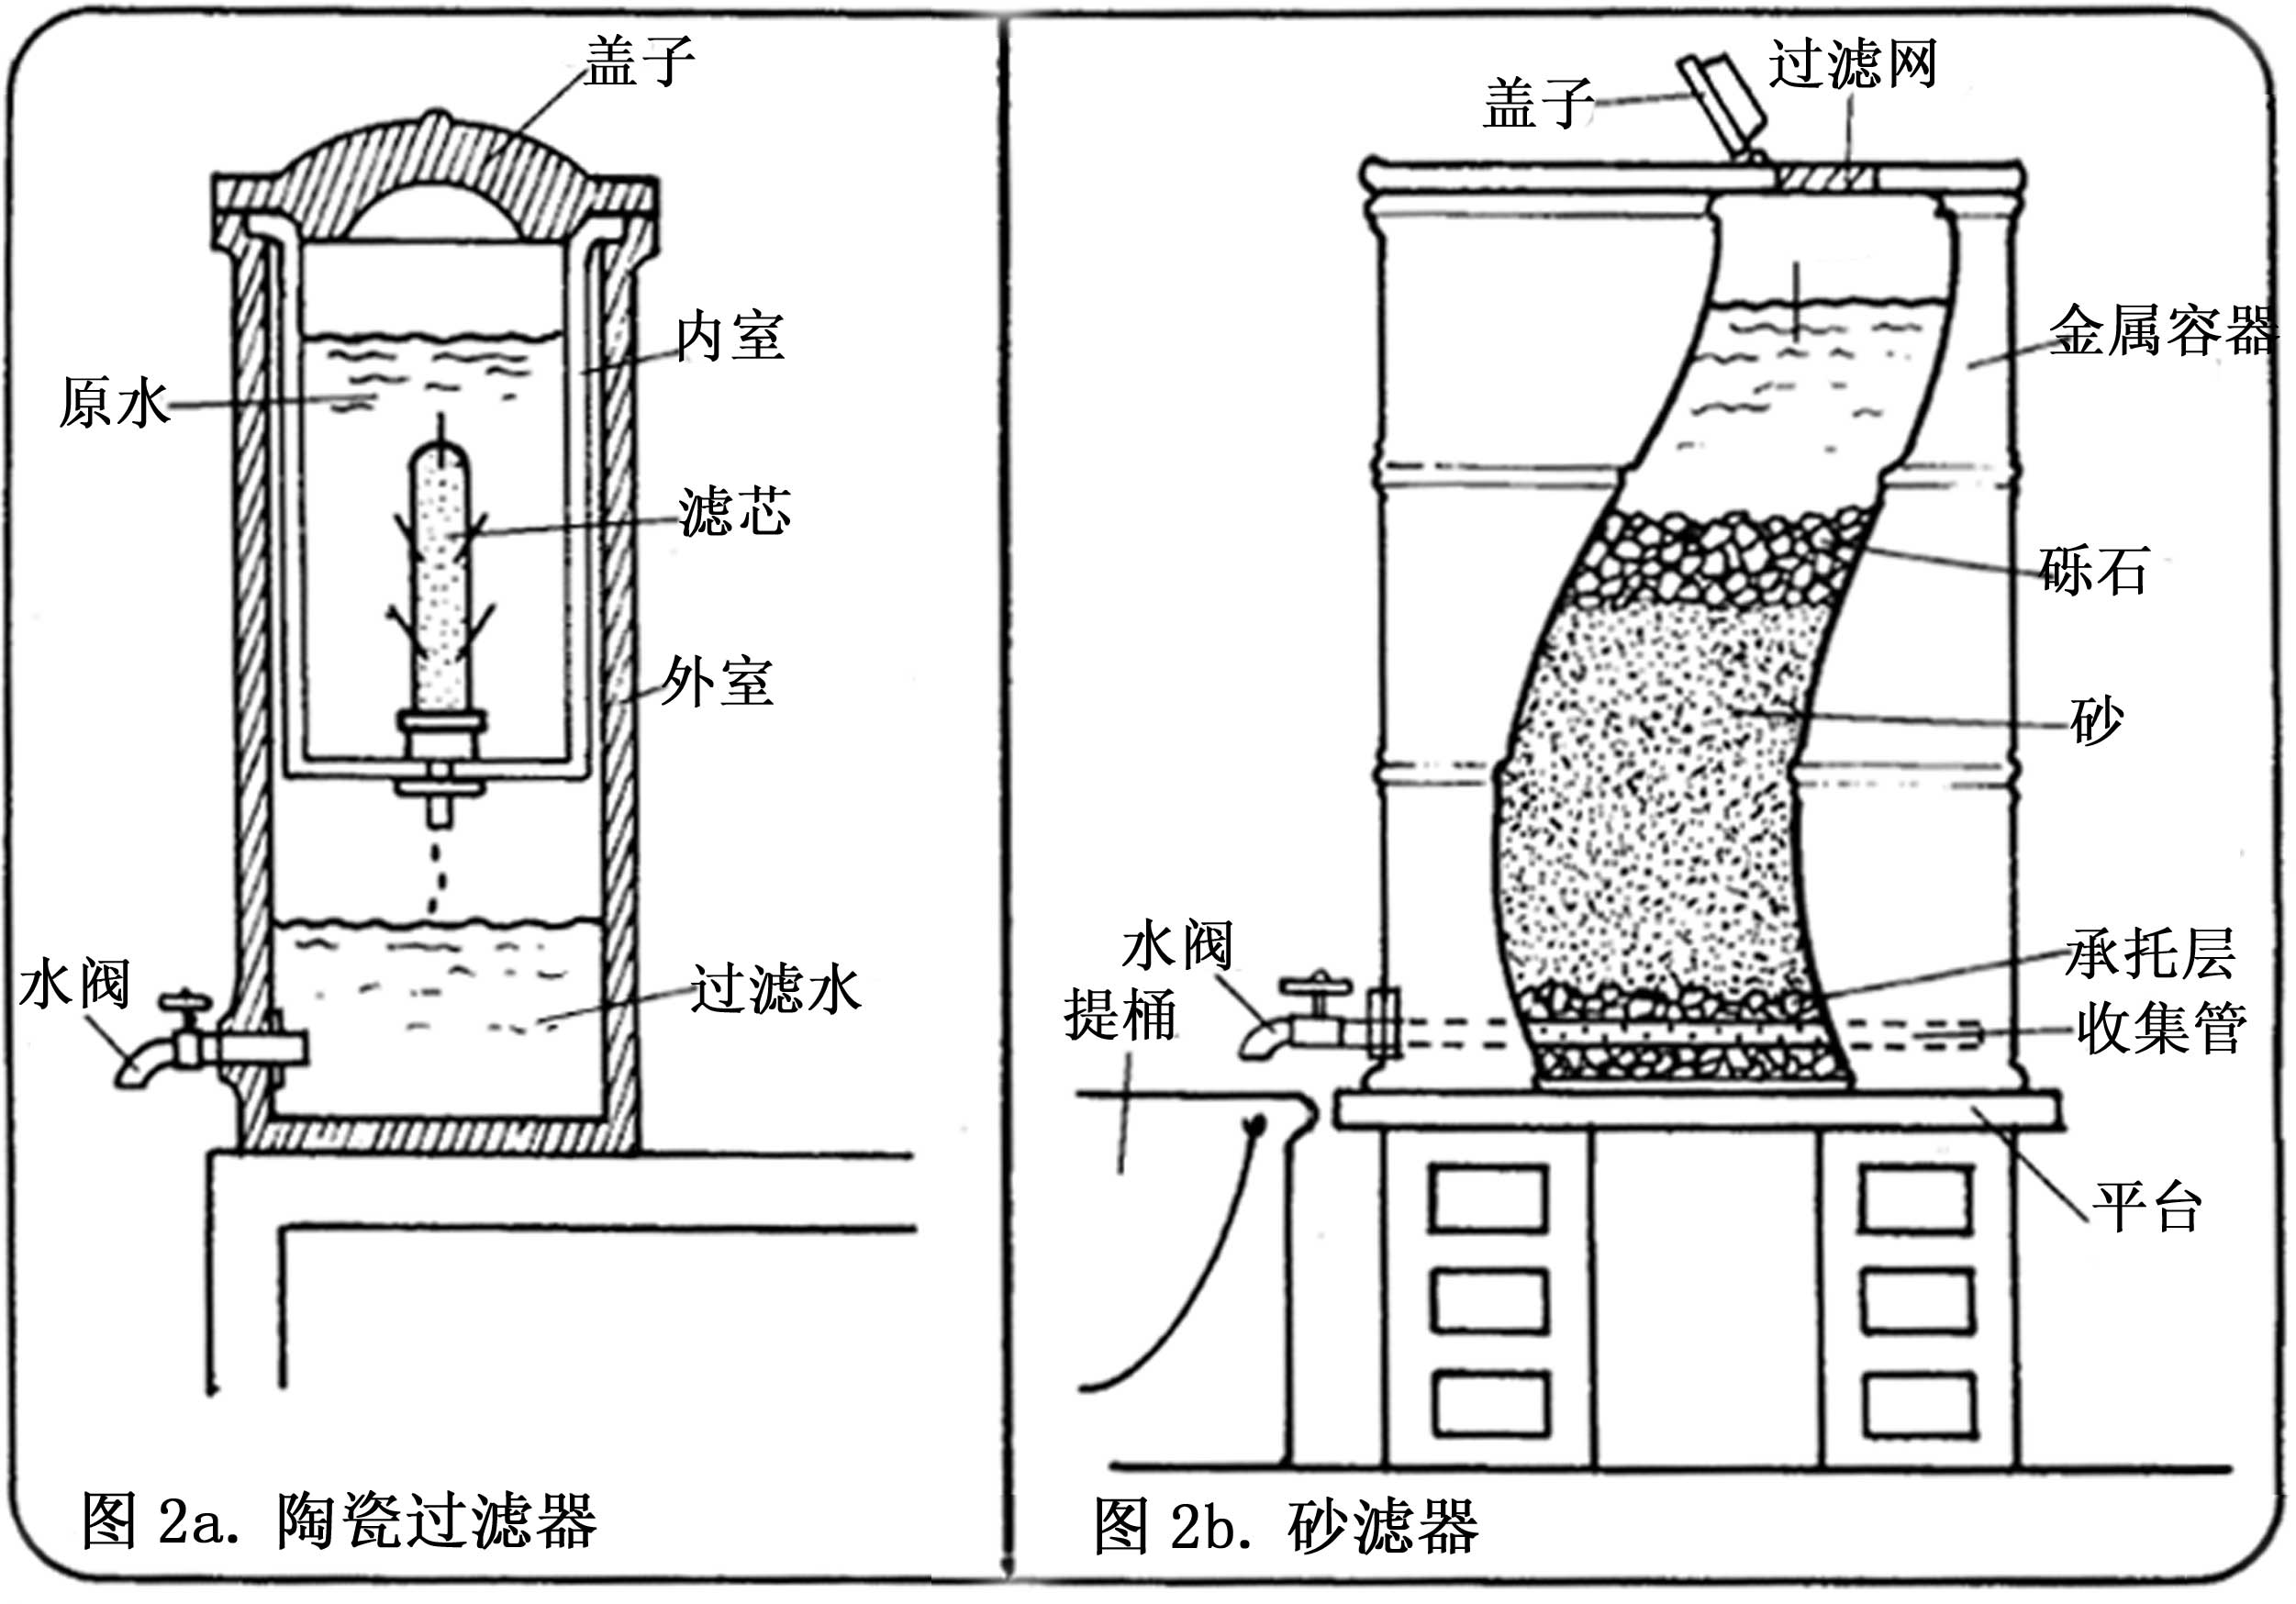 盖子
内室
原水
滤芯
外室
水阀
过滤水
图 2a. 陶瓷过滤器
过滤网
盖子
金属容器
砾石
砂
水阀
提桶
承托层
收集管
平台
图 2b. 砂滤器